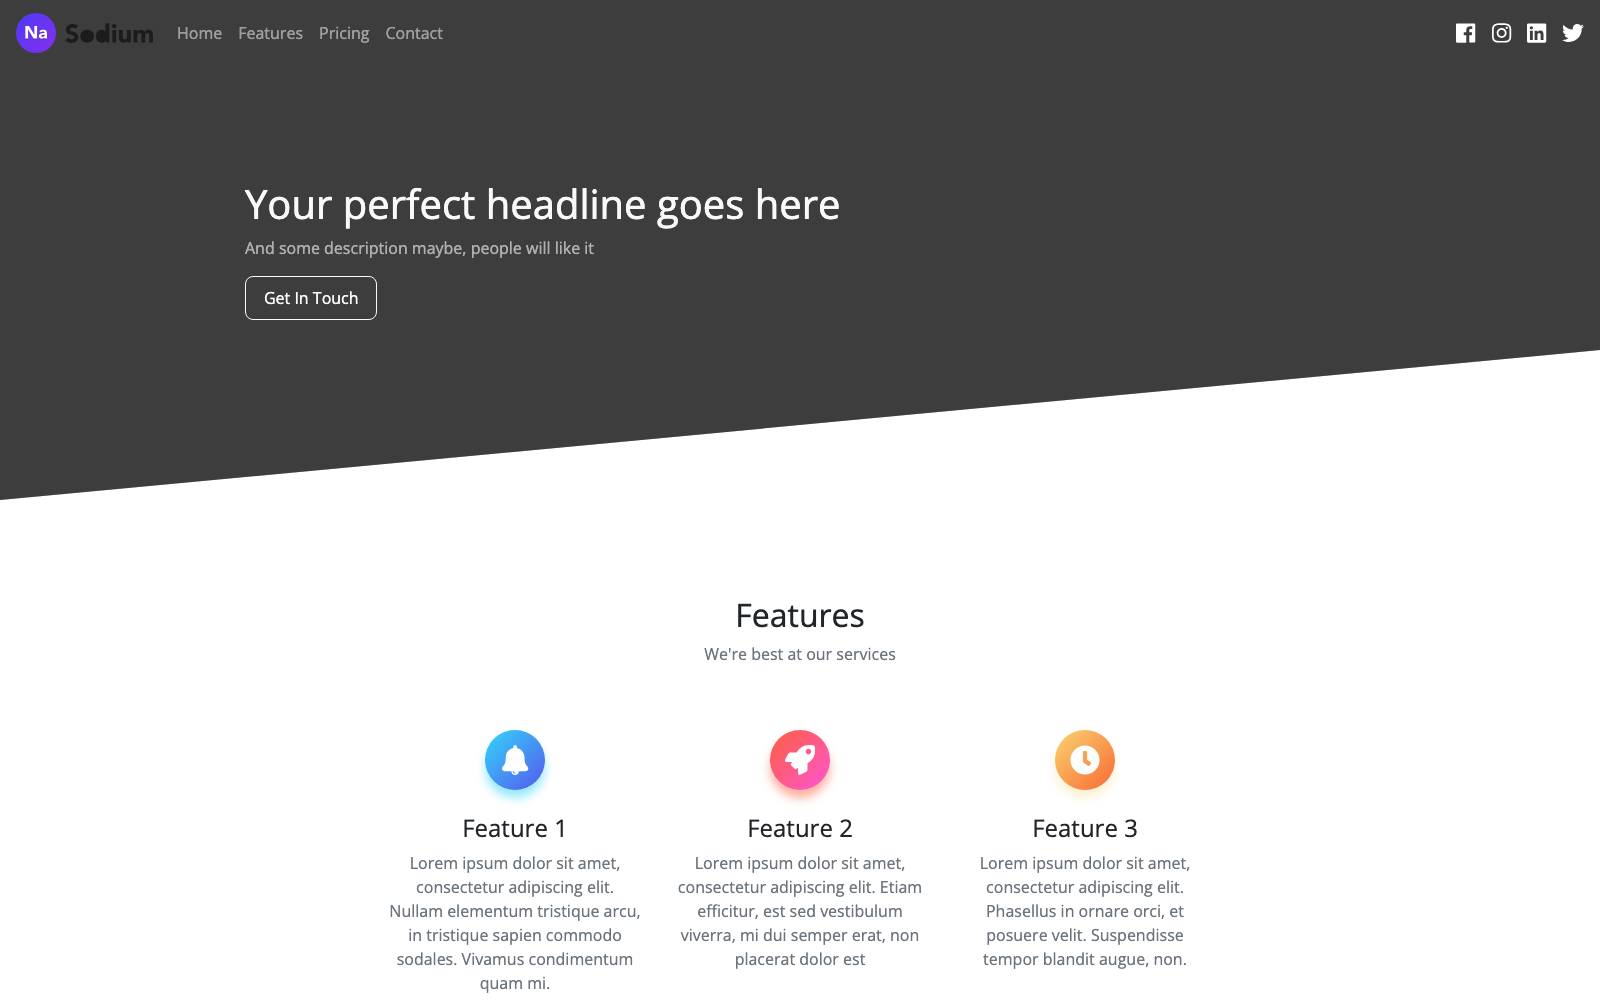 Na Sodium Home Features Pricing Contact
Your perfect headline goes here
And some description maybe, people will like it
Get In Touch
Features
We're best at our services
Feature 1
Lorem ipsum dolor sit amet,
consectetur adipiscing elit.
Nullam elementum tristique arcu,
in tristique sapien commodo
sodales. Vivamus condimentum
quam mi.
Feature 2
Lorem ipsum dolor sit amet,
consectetur adipiscing elit. Etiam
efficitur, est sed vestibulum
viverra, mi dui semper erat, non
placerat dolor est
Feature 3
Lorem ipsum dolor sit amet,
consectetur adipiscing elit.
Phasellus in ornare orci, et
posuere velit. Suspendisse
tempor blandit augue, non.